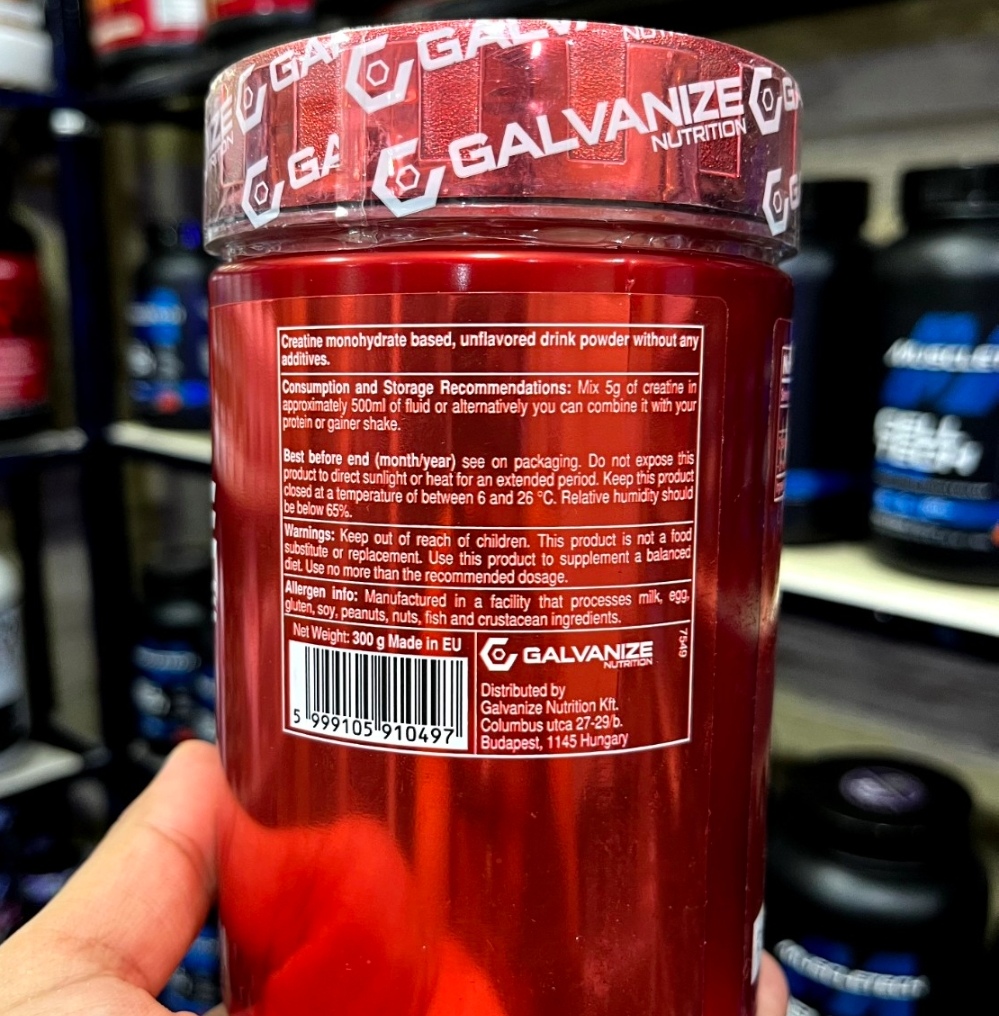 GALVANIZE
NUTRITION
GALVANIZE
NUTRITION
Creatine monohydrate based, unflavored drink powder without any
additives.
Consumption and Storage Recommendations: Mix 5g of creatine in
approximately 500ml of fluid or alternatively you can combine it with your
protein or gainer shake.
Best before end (month/year) see on packaging. Do not expose this
product to direct sunlight or heat for an extended period. Keep this product
closed at a temperature of between 6 and 26 °C. Relative humidity should
be below 65%.
Warnings: Keep out of reach of children. This product is not a food
substitute or replacement. Use this product to supplement a balanced
diet. Use no more than the recommended dosage.
Allergen info: Manufactured in a facility that processes milk, egg,
gluten, soy, peanuts, nuts, fish and crustacean ingredients.
Net Weight: 300 g Made in EU
5 999105 910497
GALVANIZE
NUTRITION
7549
Distributed by
Galvanize Nutrition Kft.
Columbus utca 27-29/b.
Budapest, 1145 Hungary